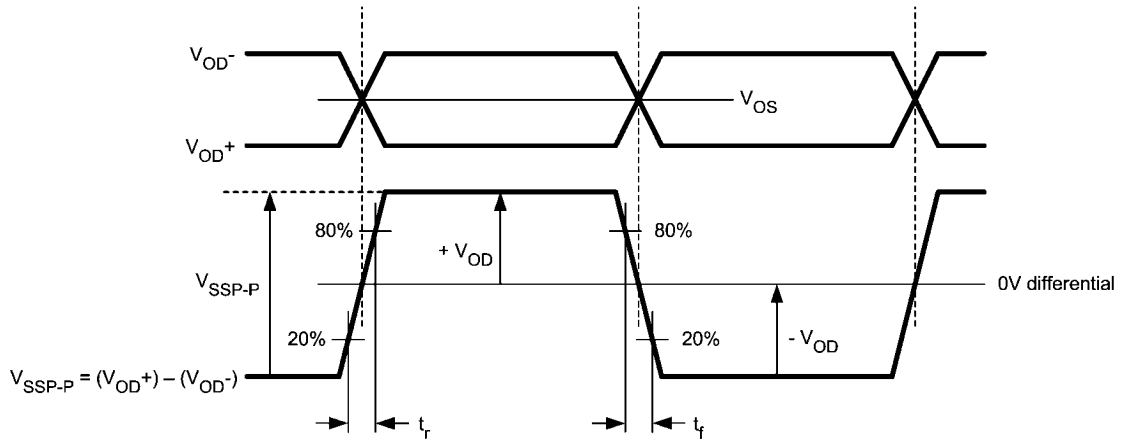 VOD-
VOS
VOD+
80%
+ VOD
80%
VSSP-P
0V differential
20%
20%
- VOD
VSSP-P = (VOD+) – (VOD-)
tr
tf